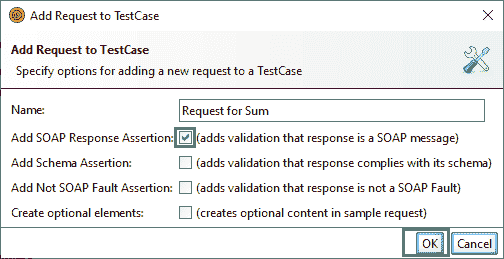 Add Request to TestCase
Add Request to TestCase
Specify options for adding a new request to a TestCase
Name: Request for Sum
Add SOAP Response Assertion: (adds validation that response is a SOAP message)
Add Schema Assertion: (adds validation that response complies with its schema)
Add Not SOAP Fault Assertion: (adds validation that response is not a SOAP Fault)
Create optional elements: (creates optional content in sample request)
OK Cancel